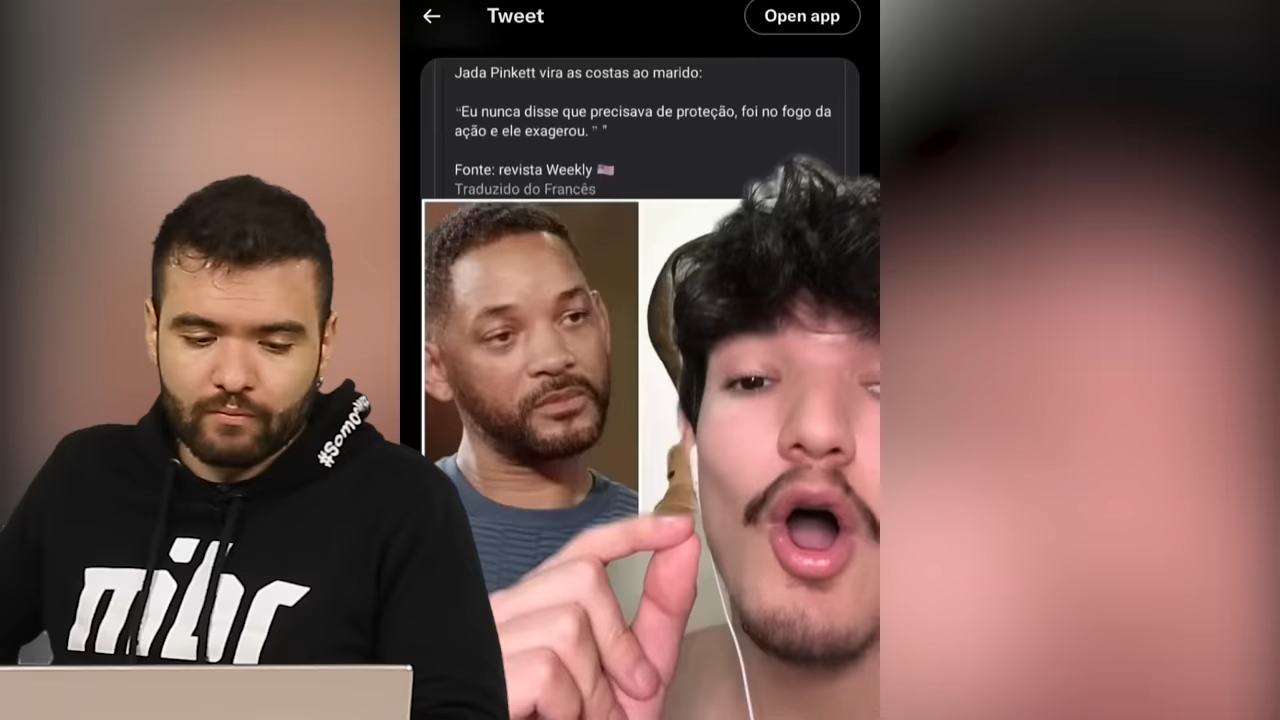 Tweet
Open app
Jada Pinkett vira as costas ao marido:
“Eu nunca disse que precisava de proteção, foi no fogo da
ação e ele exagerou. ” "
Fonte: revista Weekly 🇺🇸
Traduzido do Francês
mibr